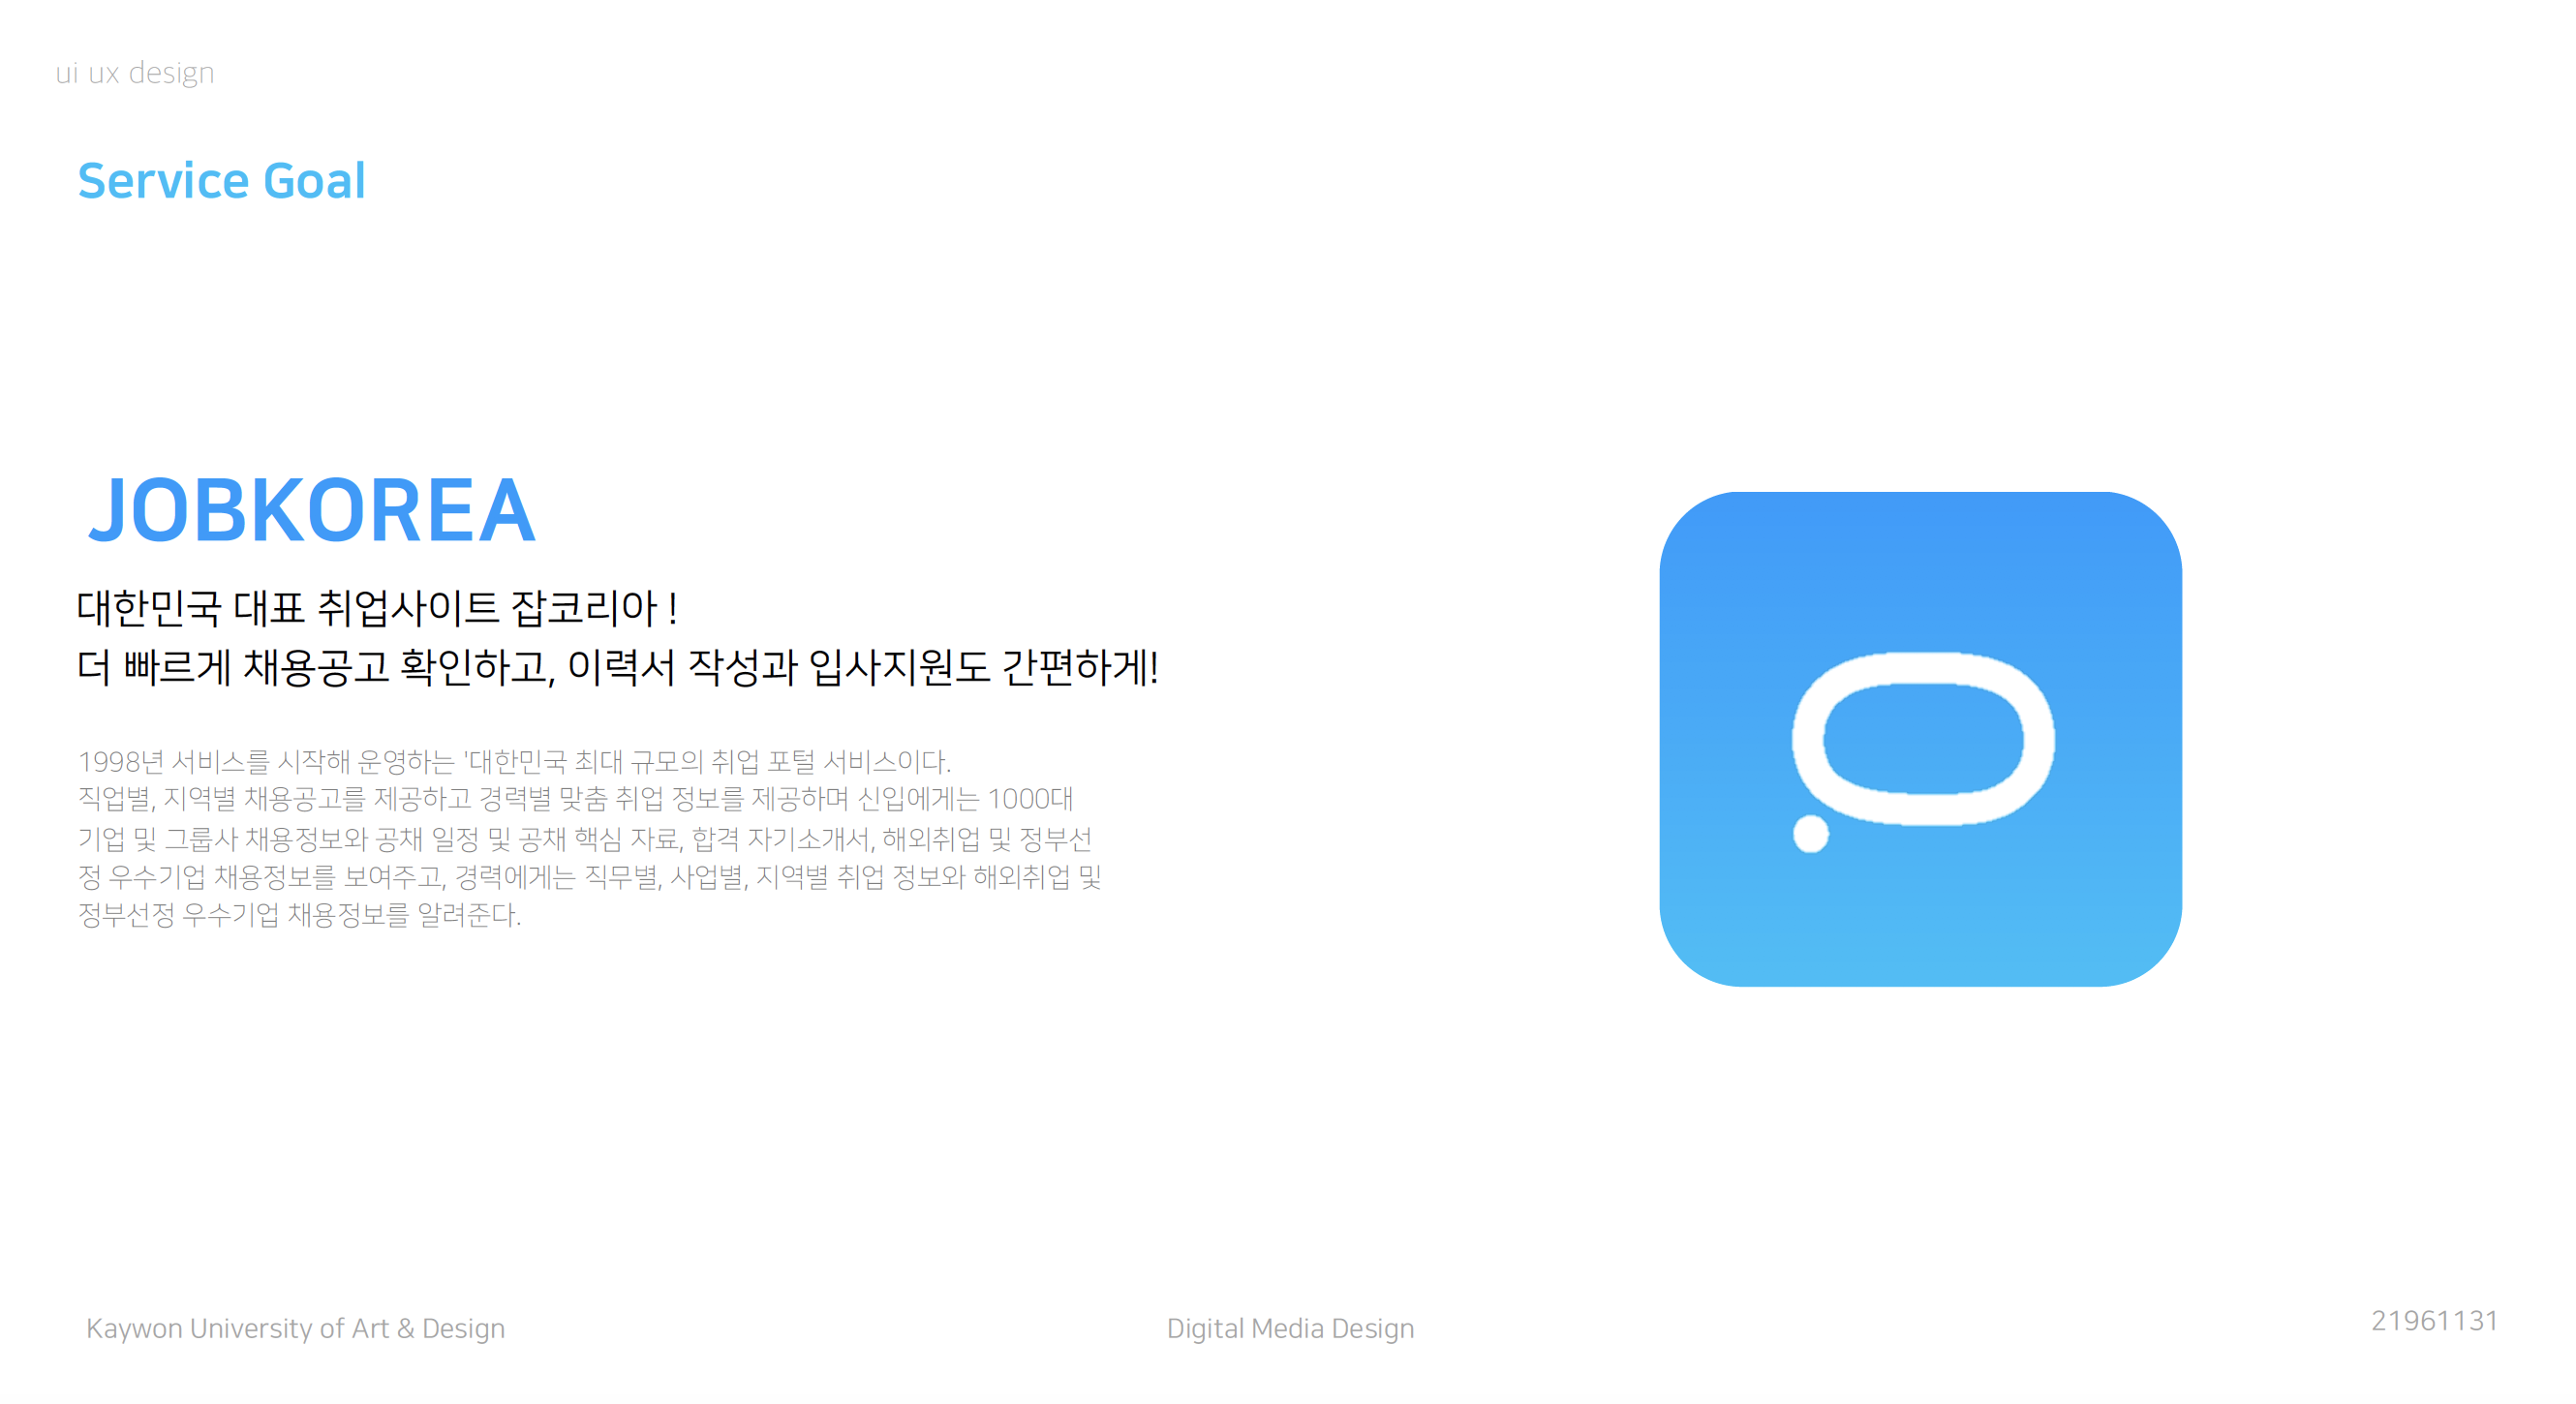 ui ux design
Service Goal
JOBKOREA
대한민국 대표 취업사이트 잡코리아 !
더 빠르게 채용공고 확인하고, 이력서 작성과 입사지원도 간편하게!
1998년 서비스를 시작해 운영하는 '대한민국 최대 규모의 취업 포털 서비스이다.
직업별, 지역별 채용공고를 제공하고 경력별 맞춤 취업 정보를 제공하며 신입에게는 1000대
기업 및 그룹사 채용정보와 공채 일정 및 공채 핵심 자료, 합격 자기소개서, 해외취업 및 정부선
정 우수기업 채용정보를 보여주고, 경력에게는 직무별, 사업별, 지역별 취업 정보와 해외취업 및
정부선정 우수기업 채용정보를 알려준다.
Kaywon University of Art & Design
Digital Media Design
21961131